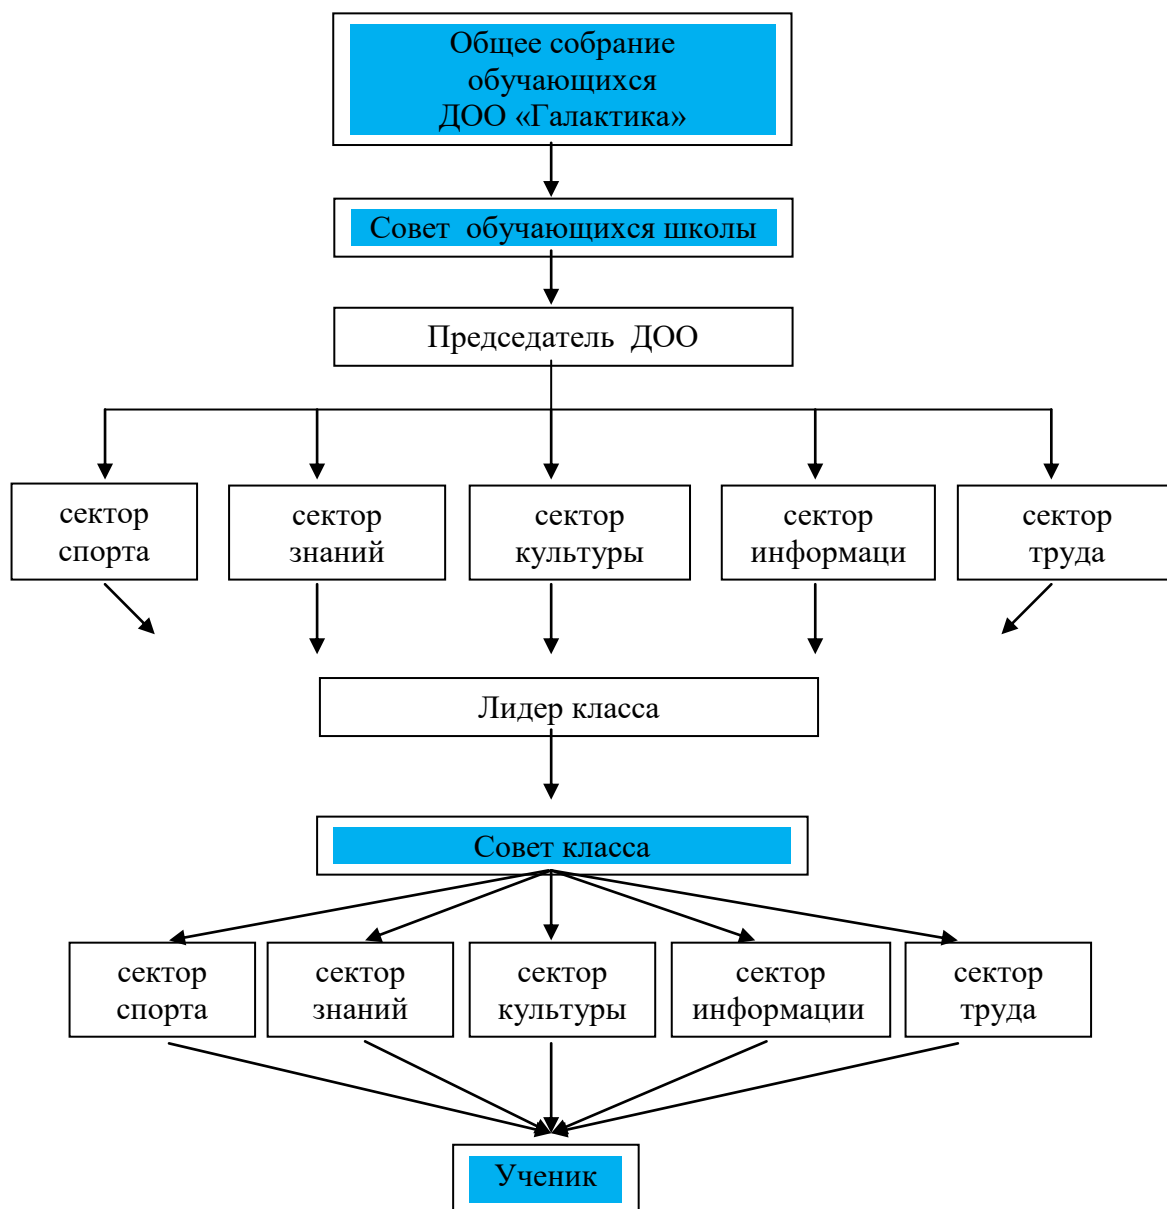 Общее собрание
обучающихся
ДОО «Галактика»
Совет обучающихся школы
Председатель ДОО
сектор
спорта
сектор
знаний
сектор
культуры
сектор
информаци
сектор
труда
Лидер класса
Совет класса
сектор
спорта
сектор
знаний
сектор
культуры
сектор
информации
сектор
труда
Ученик